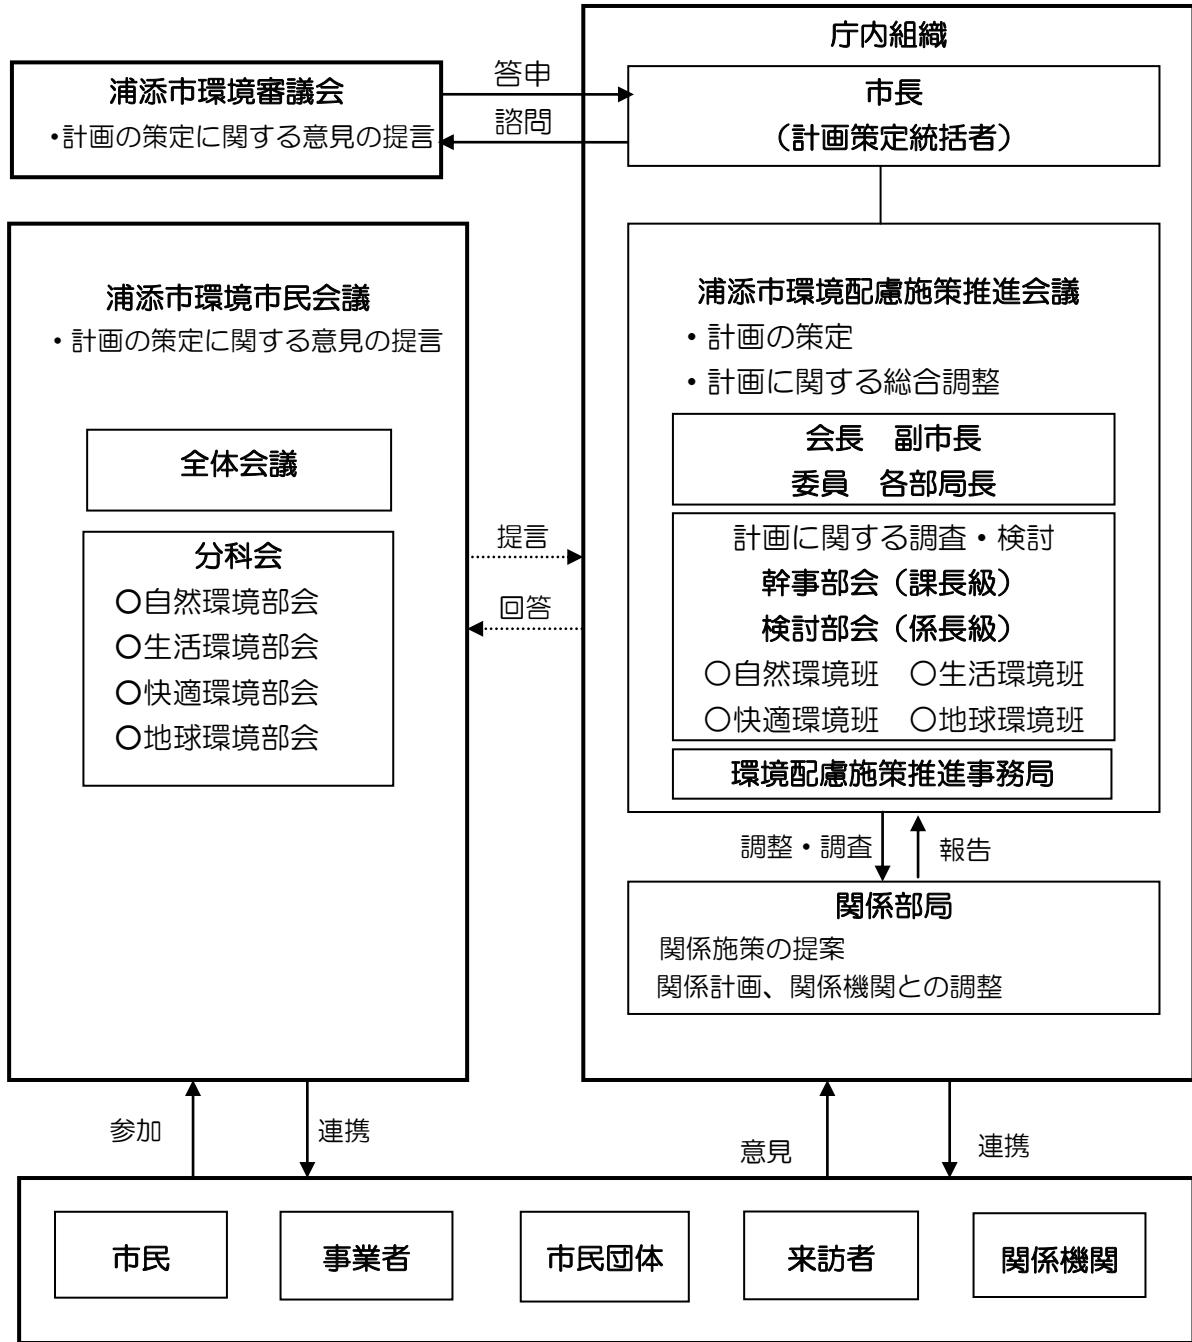 庁内組織
浦添市環境審議会
・計画の策定に関する意見の提言
答申
諮問
市長
（計画策定統括者）
浦添市環境市民会議
・計画の策定に関する意見の提言
全体会議
分科会
〇自然環境部会
〇生活環境部会
〇快適環境部会
〇地球環境部会
提言
回答
浦添市環境配慮施策推進会議
・計画の策定
・計画に関する総合調整
会長　副市長
委員　各部局長
計画に関する調査・検討
幹事部会（課長級）
検討部会（係長級）
〇自然環境班　〇生活環境班
〇快適環境班　〇地球環境班
環境配慮施策推進事務局
調整・調査
報告
関係部局
関係施策の提案
関係計画、関係機関との調整
参加
連携
意見
連携
市民
事業者
市民団体
来訪者
関係機関